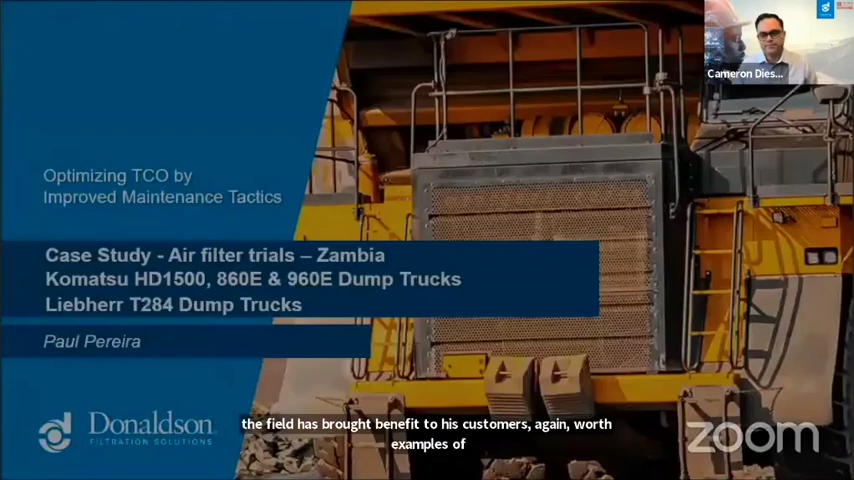 Cameron Dies...
Optimizing TCO by
Improved Maintenance Tactics
Case Study - Air filter trials – Zambia
Komatsu HD1500, 860E & 960E Dump Trucks
Liebherr T284 Dump Trucks
Paul Pereira
Donaldson.
FILTRATION SOLUTIONS
the field has brought benefit to his customers, again, worth
examples of
zoom